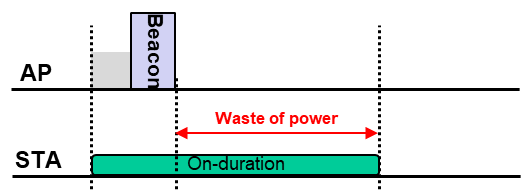 Beacon
AP
Waste of power
STA
On-duration